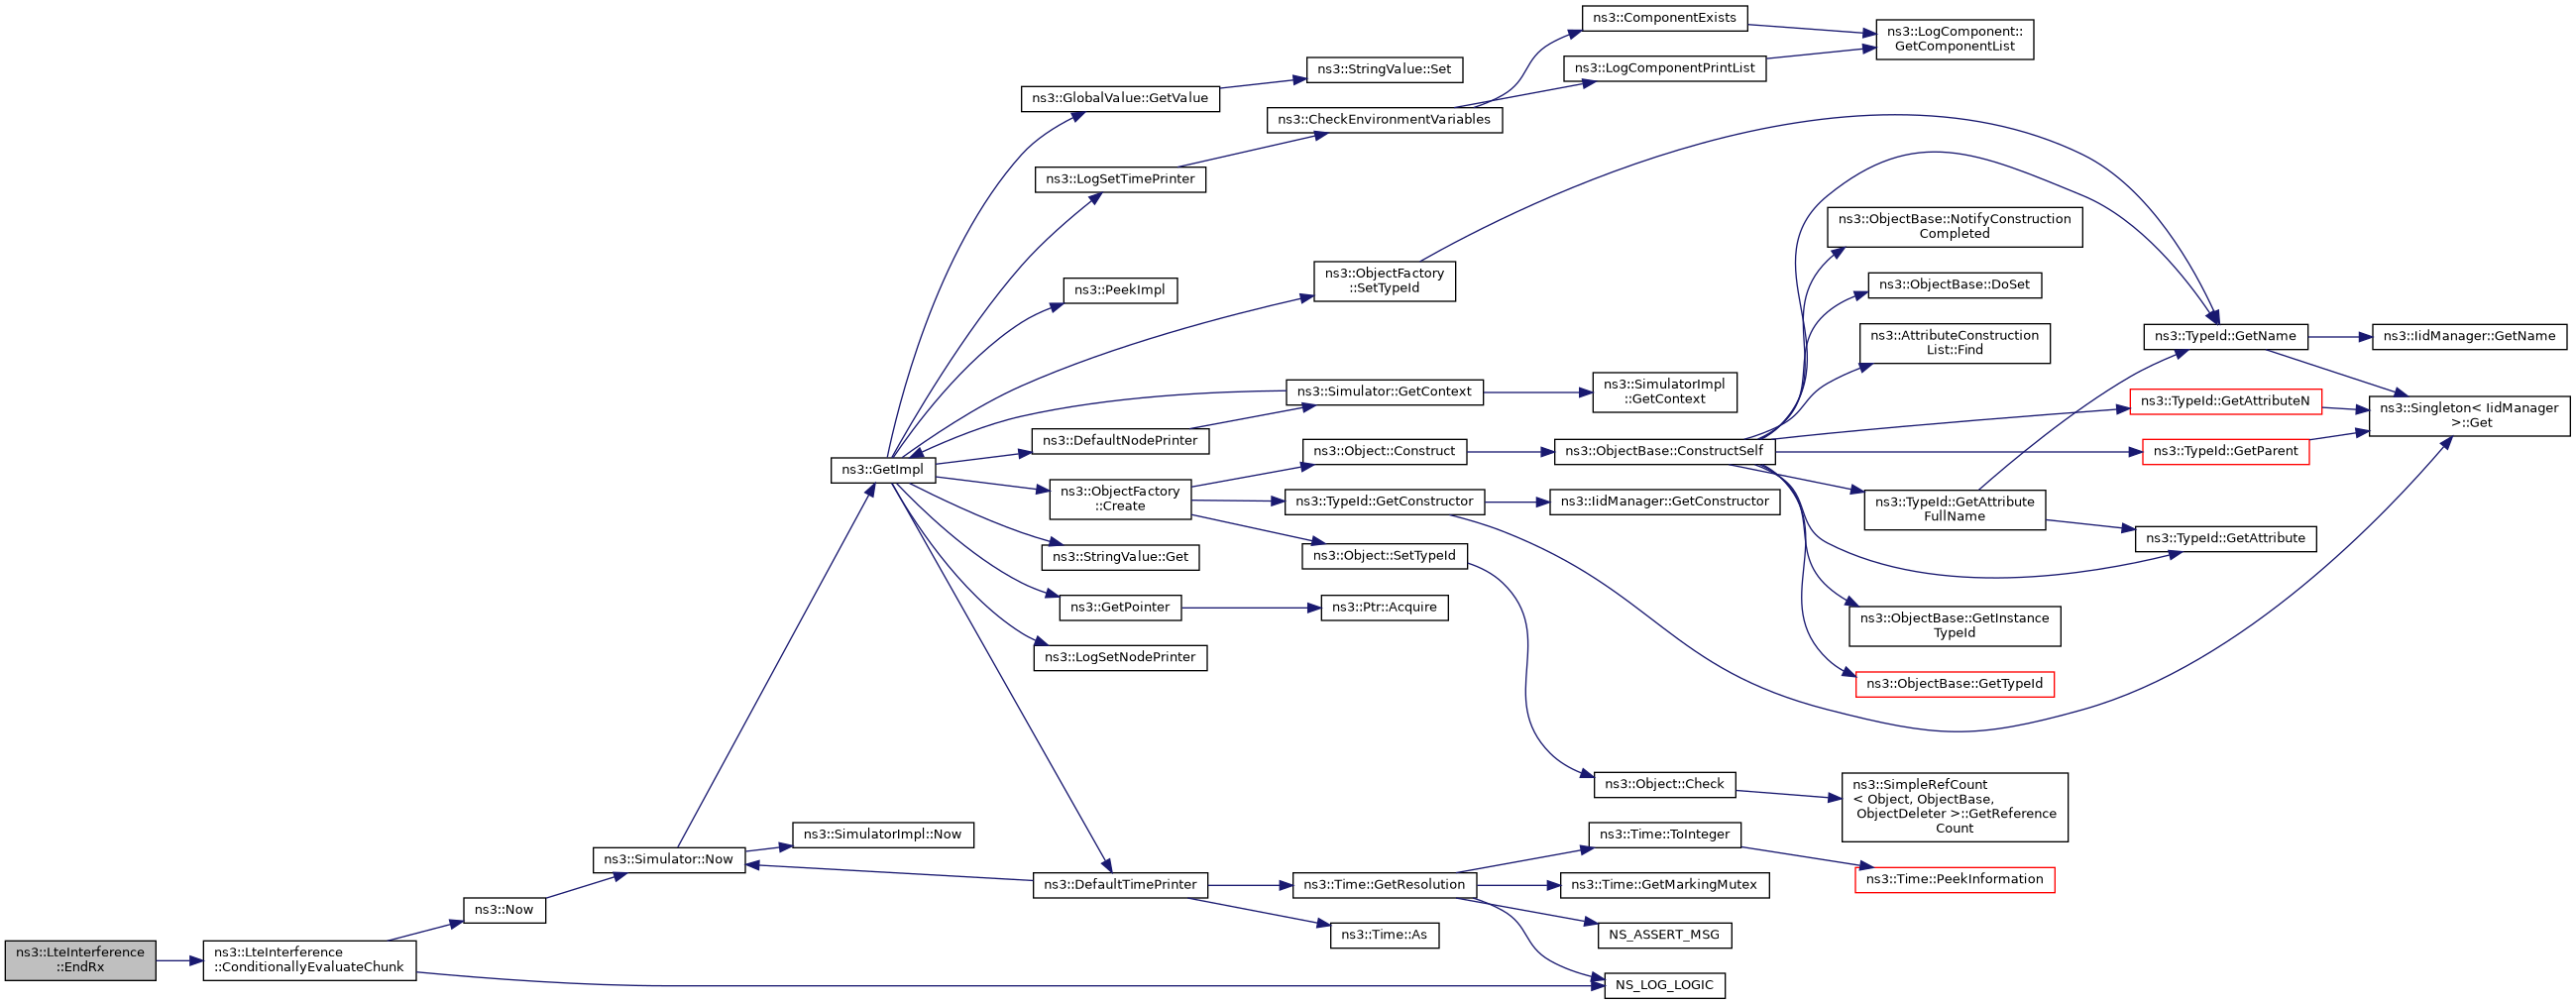 ns3::ComponentExists
ns3::LogComponent::
GetComponentList
ns3::StringValue::Set
ns3::LogComponentPrintList
ns3::GlobalValue::GetValue
ns3::CheckEnvironmentVariables
ns3::LogSetTimePrinter
ns3::ObjectBase::NotifyConstruction
Completed
ns3::PeekImpl
ns3::ObjectFactory
::SetTypeId
ns3::ObjectBase::DoSet
ns3::AttributeConstruction
List::Find
ns3::TypeId::GetName
ns3::IidManager::GetName
ns3::Simulator::GetContext
ns3::SimulatorImpl
::GetContext
ns3::TypeId::GetAttributeN
ns3::Singleton< IidManager
>::Get
ns3::DefaultNodePrinter
ns3::Object::Construct
ns3::ObjectBase::ConstructSelf
ns3::TypeId::GetParent
ns3::GetImpl
ns3::ObjectFactory
::Create
ns3::TypeId::GetConstructor
ns3::IidManager::GetConstructor
ns3::TypeId::GetAttribute
FullName
ns3::TypeId::GetAttribute
ns3::StringValue::Get
ns3::Object::SetTypeId
ns3::GetPointer
ns3::Ptr::Acquire
ns3::ObjectBase::GetInstance
TypeId
ns3::LogSetNodePrinter
ns3::ObjectBase::GetTypeId
ns3::Object::Check
ns3::SimpleRefCount
< Object, ObjectBase,
ObjectDeleter >::GetReference
Count
ns3::SimulatorImpl::Now
ns3::Time::ToInteger
ns3::Simulator::Now
ns3::DefaultTimePrinter
ns3::Time::GetResolution
ns3::Time::GetMarkingMutex
ns3::Time::PeekInformation
ns3::Now
ns3::Time::As
NS_ASSERT_MSG
ns3::LteInterference
::EndRx
ns3::LteInterference
::ConditionallyEvaluateChunk
NS_LOG_LOGIC